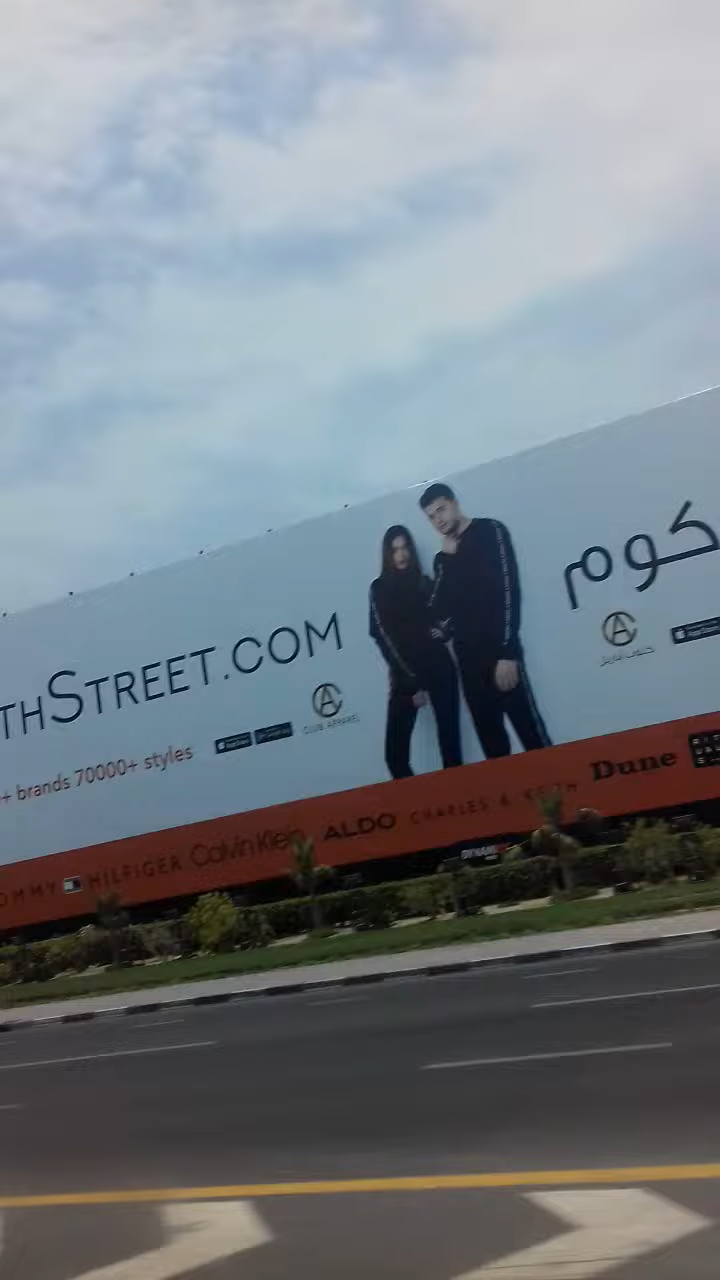 THSTREET.COM
كوم
+ brands 70000+ styles
CLUB APPAREL
TOMMY HILFIGER Calvin Klein ALDO CHARLES & KEITH Dune